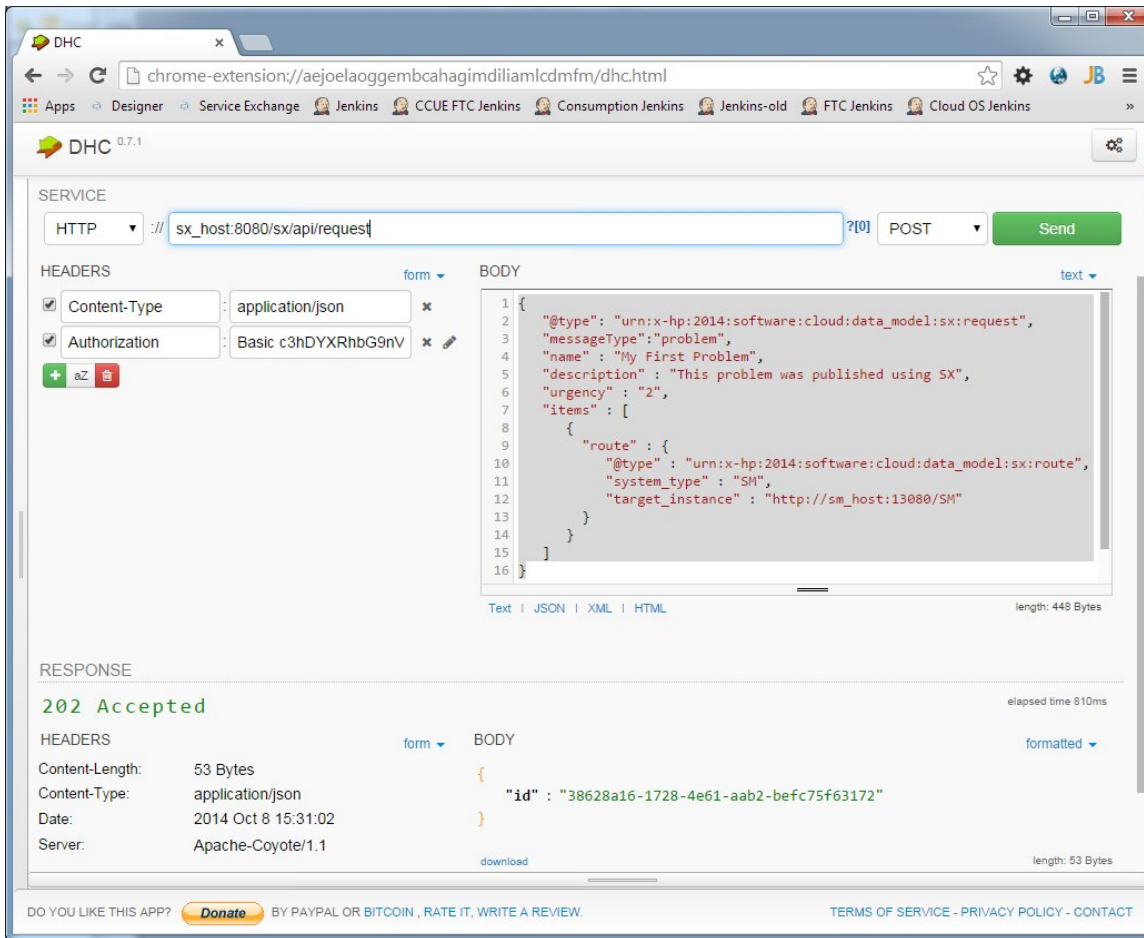 DHC
chrome-extension://aejoelaoggembcahagimdiliamlcdmfm/dhc.html
JB
Apps Designer Service Exchange Jenkins CCUE FTC Jenkins Consumption Jenkins Jenkins-old FTC Jenkins Cloud OS Jenkins »
DHC 0.7.1
SERVICE
HTTP :// sx_host:8080/sx/api/request ?[0] POST Send
HEADERS form
Content-Type : application/json
Authorization : Basic c3hDYXRhbG9nV
aZ
BODY text
1 {
2 "@type": "urn:x-hp:2014:software:cloud:data_model:sx:request",
3 "messageType":"problem",
4 "name" : "My First Problem",
5 "description" : "This problem was published using SX",
6 "urgency" : "2",
7 "items" : [
8 {
9 "route" : {
10 "@type" : "urn:x-hp:2014:software:cloud:data_model:sx:route",
11 "system_type" : "SM",
12 "target_instance" : "http://sm_host:13080/SM"
13 }
14 }
15 ]
16 }
Text | JSON | XML | HTML length: 448 Bytes
RESPONSE
202 Accepted elapsed time 810ms
HEADERS form
Content-Length: 53 Bytes
Content-Type: application/json
Date: 2014 Oct 8 15:31:02
Server: Apache-Coyote/1.1
BODY formatted
{
"id" : "38628a16-1728-4e61-aab2-befc75f63172"
}
download length: 53 Bytes
DO YOU LIKE THIS APP? Donate BY PAYPAL OR BITCOIN , RATE IT, WRITE A REVIEW. TERMS OF SERVICE - PRIVACY POLICY - CONTACT